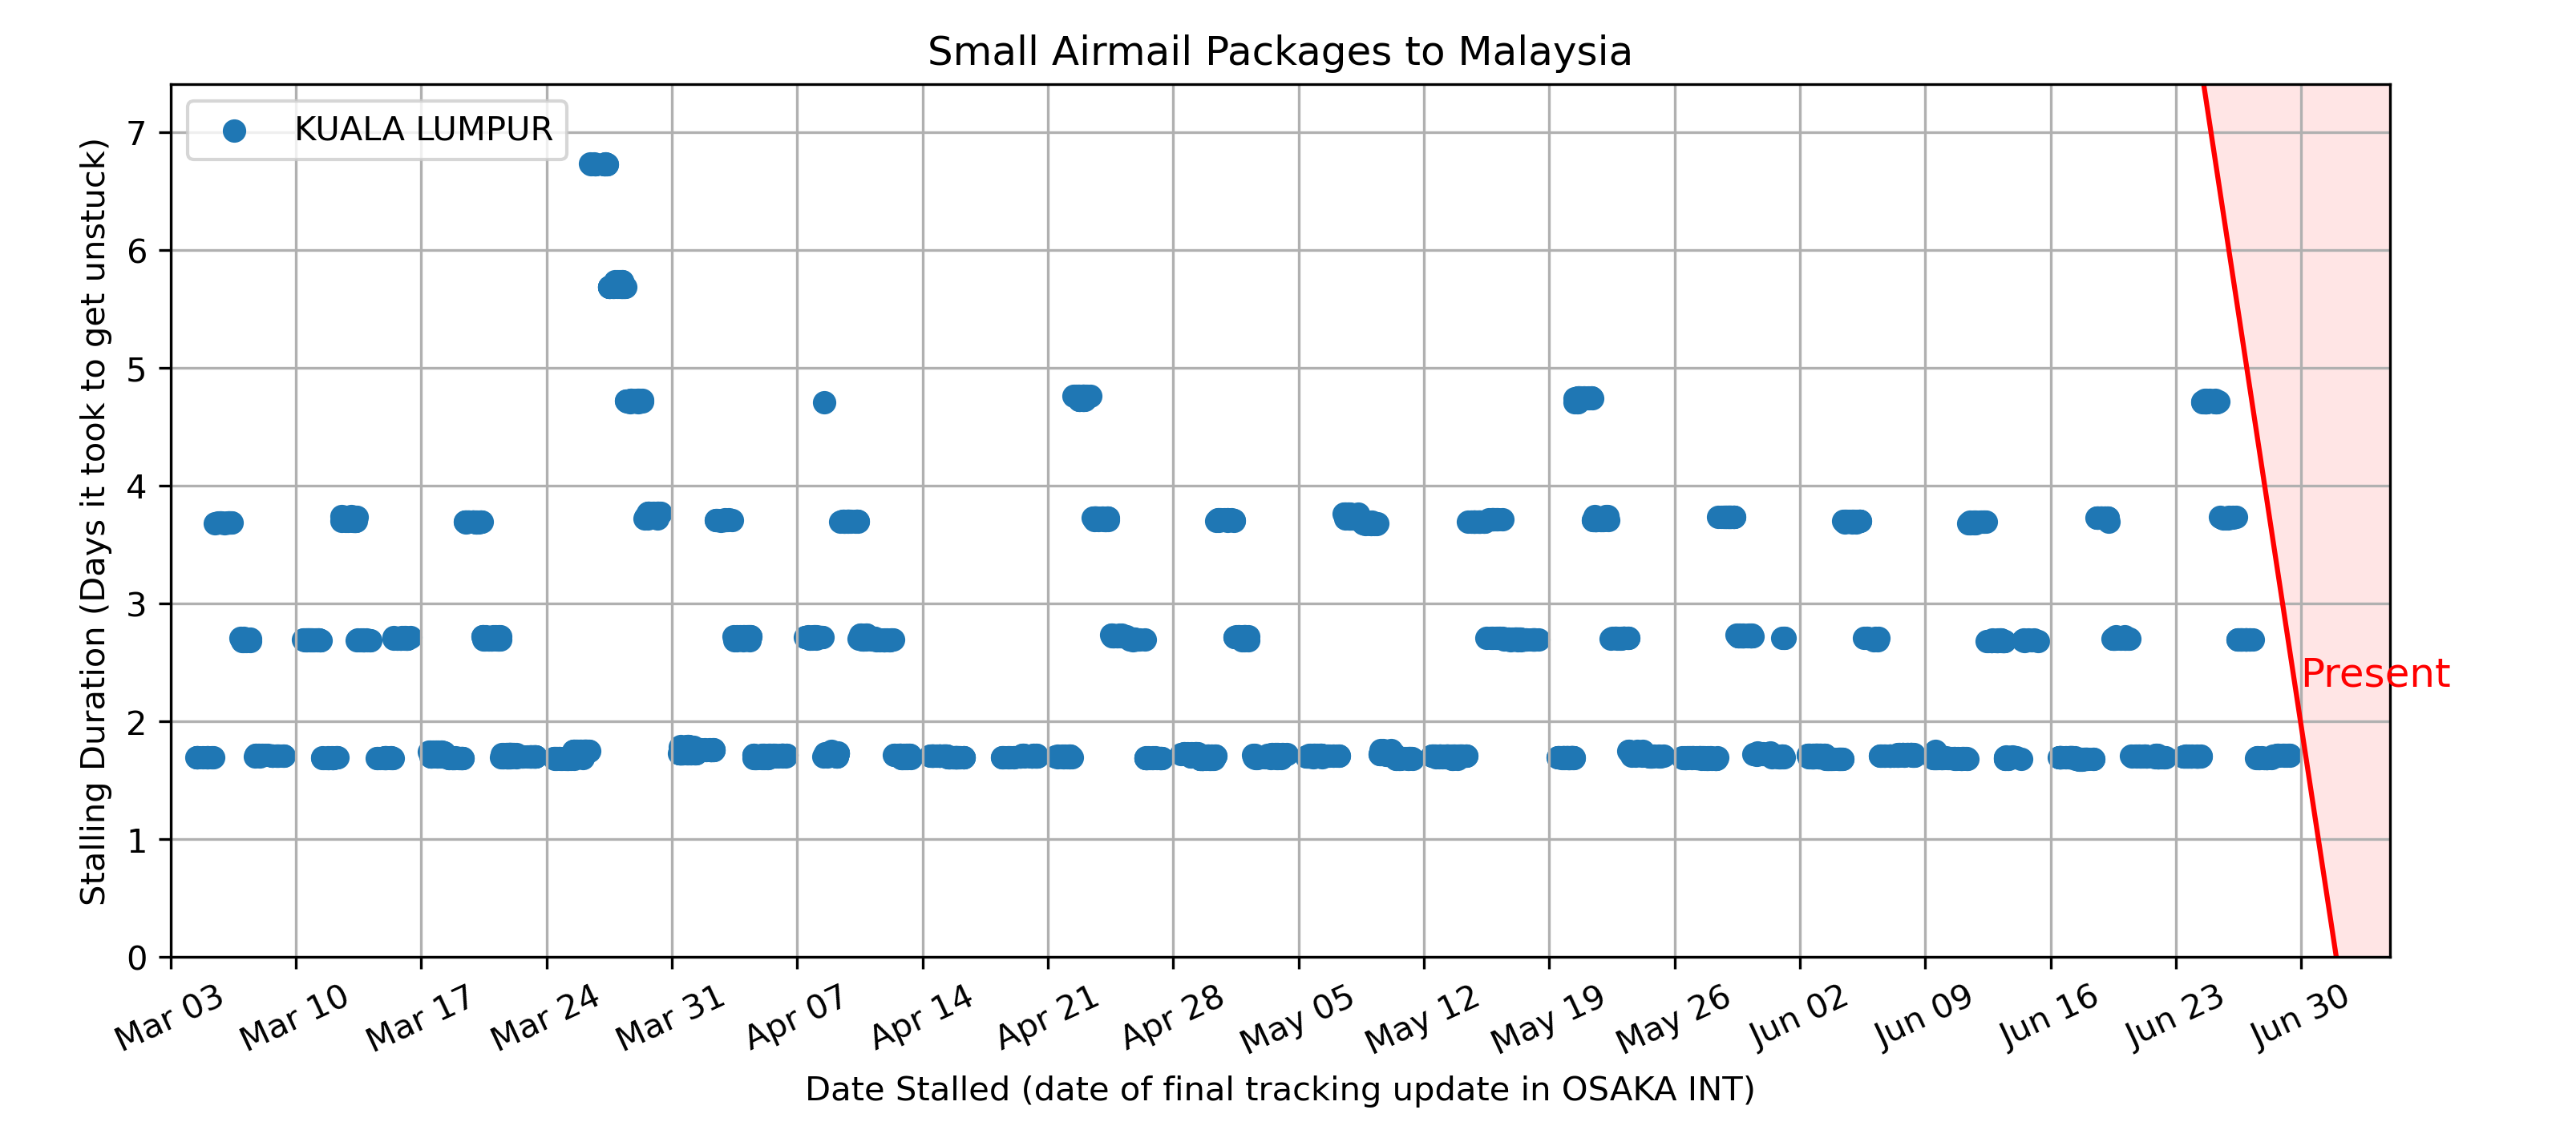 Small Airmail Packages to Malaysia
KUALA LUMPUR
Stalling Duration (Days it took to get unstuck)
7
6
5
4
3
2
1
0
Present
Mar 03
Mar 10
Mar 17
Mar 24
Mar 31
Apr 07
Apr 14
Apr 21
Apr 28
May 05
May 12
May 19
May 26
Jun 02
Jun 09
Jun 16
Jun 23
Jun 30
Date Stalled (date of final tracking update in OSAKA INT)